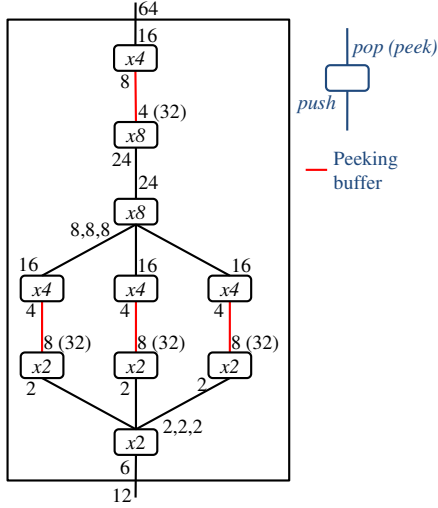 64
16
x4
8
4 (32)
x8
24
24
x8
8,8,8
16 16 16
x4 x4 x4
4 4 4
8 (32) 8 (32) 8 (32)
x2 x2 x2
2 2 2
2,2,2
x2
6
12
pop (peek)
push
Peeking
buffer